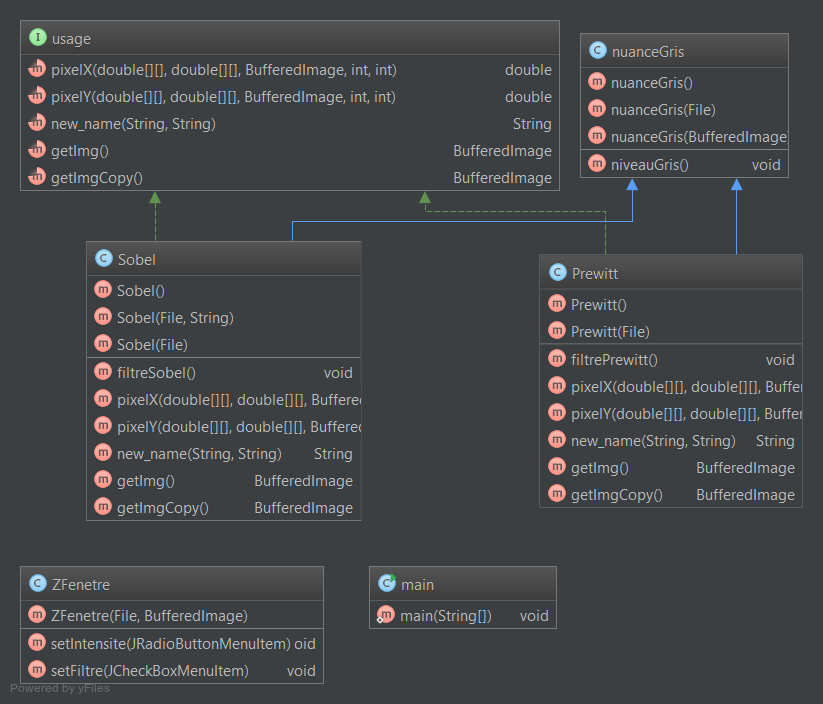 usage
pixelX(double[][], double[][], BufferedImage, int, int) double
pixelY(double[][], double[][], BufferedImage, int, int) double
new_name(String, String) String
getImg() BufferedImage
getImgCopy() BufferedImage
nuanceGris
nuanceGris()
nuanceGris(File)
nuanceGris(BufferedImage
niveauGris() void
Sobel
Sobel()
Sobel(File, String)
Sobel(File)
filtreSobel() void
pixelX(double[][], double[][], Buffere
pixelY(double[][], double[][], Buffere
new_name(String, String) String
getImg() BufferedImage
getImgCopy() BufferedImage
Prewitt
Prewitt()
Prewitt(File)
filtrePrewitt() void
pixelX(double[][], double[][], Buffe
pixelY(double[][], double[][], Buffe
new_name(String, String) String
getImg() BufferedImage
getImgCopy() BufferedImage
ZFenetre
ZFenetre(File, BufferedImage)
setIntensite(JRadioButtonMenuItem) oid
setFiltre(JCheckBoxMenuItem) void
main
main(String[]) void
Powered by yFiles